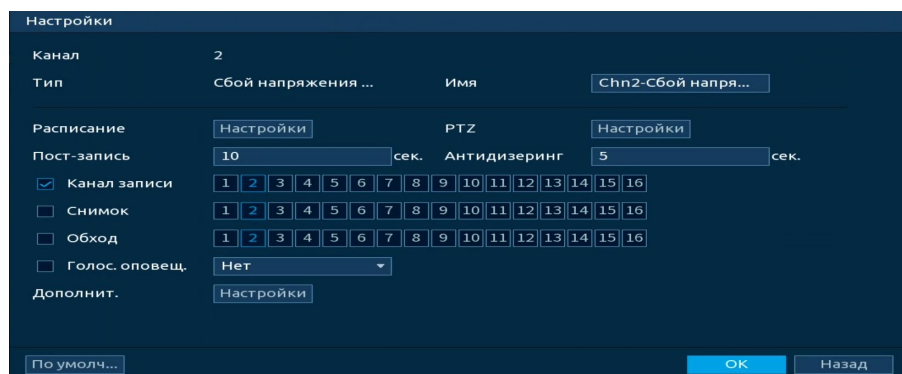 Настройки
Канал 2
Тип Сбой напряжения ... Имя Chn2-Сбой напря...
Расписание Настройки PTZ Настройки
Пост-запись 10 сек. Антидизеринг 5 сек.
Канал записи 1 2 3 4 5 6 7 8 9 10 11 12 13 14 15 16
Снимок 1 2 3 4 5 6 7 8 9 10 11 12 13 14 15 16
Обход 1 2 3 4 5 6 7 8 9 10 11 12 13 14 15 16
Голос. оповещ. Нет
Дополнит. Настройки
По умолч... OK Назад